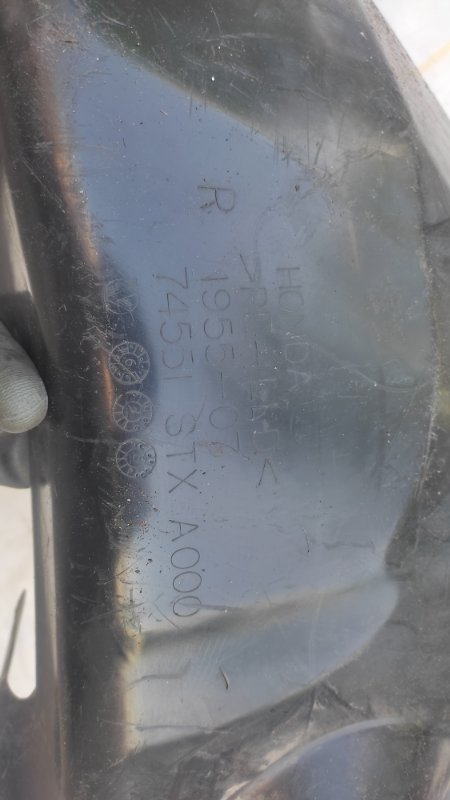 R
HONDA
1955-07
74551 STX A000